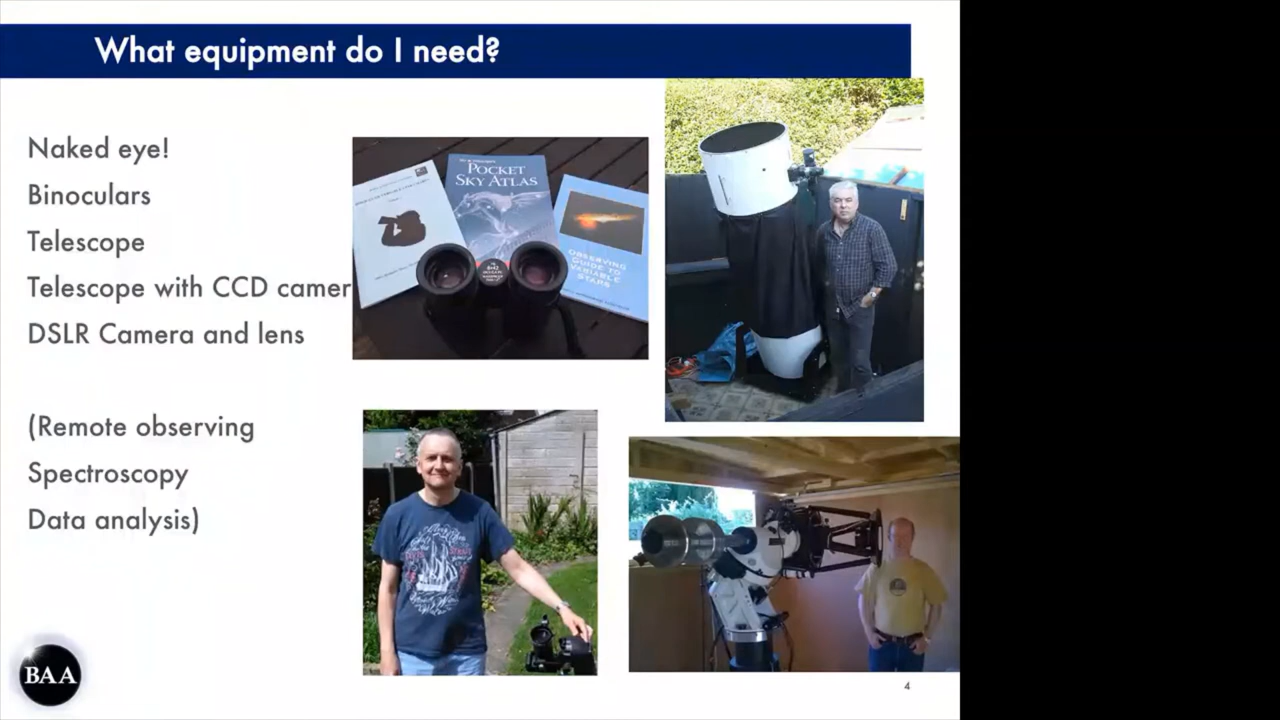 What equipment do I need?
Naked eye!
Binoculars
Telescope
Telescope with CCD camer
DSLR Camera and lens
(Remote observing
Spectroscopy
Data analysis)
POCKET
SKY ATLAS
OBSERVING
GUIDE TO
VARIABLE
STARS
BAA
4